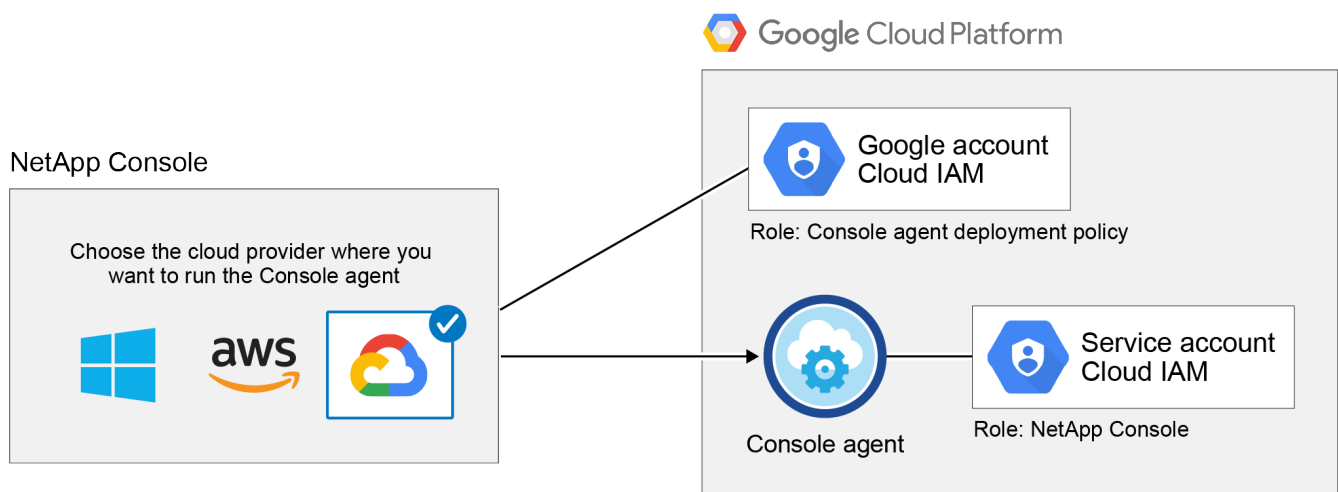 Google Cloud Platform
NetApp Console
Choose the cloud provider where you
want to run the Console agent
aws
Google account
Cloud IAM
Role: Console agent deployment policy
Console agent
Service account
Cloud IAM
Role: NetApp Console